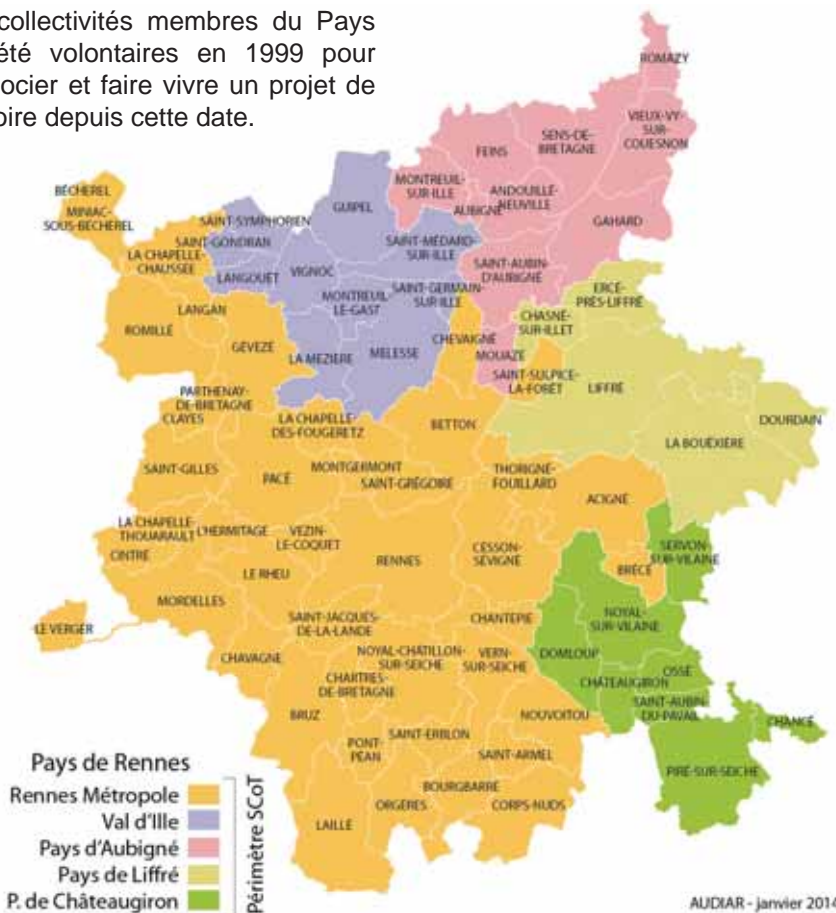 collectivités membres du Pays
été volontaires en 1999 pour
ocier et faire vivre un projet de
oire depuis cette date.
ROMAZY
VIEUX-VY-
SUR-
COUESNON
SENS-DE-
BRETAGNE
FEINS
MONTREUIL-
SUR-ILLE
ANDOUILLÉ-
NEUVILLE
AUBIGNÉ
GAHARD
SAINT-AUBIN-
D'AUBIGNÉ
MOUAZÉ
BÉCHEREL
MINIAC-
SOUS-BÉCHEREL
LA CHAPELLE-
CHAUSSÉE
SAINT-SYMPHORIEN
SAINT-GONDRAN
GUIPEL
SAINT-MÉDARD-
SUR-ILLE
LANGOUËT
VIGNOC
MONTREUIL-
LE-GAST
SAINT-GERMAIN-
SUR-ILLE
LA MÉZIÈRE
MELESSE
LANGAN
ROMILLÉ
GÉVEZÉ
CHEVAIGNÉ
ERCÉ-
PRÈS-LIFFRÉ
CHASNÉ-
SUR-ILLET
SAINT-SULPICE-
LA-FORÊT
LIFFRÉ
DOURDAIN
LA BOUËXIÈRE
PARTHENAY-
DE-BRETAGNE
CLAYES
LA CHAPELLE-
DES-FOUGERETZ
BETTON
SAINT-GILLES
PACÉ
MONTGERMONT
SAINT-GRÉGOIRE
THORIGNÉ-
FOUILLARD
ACIGNÉ
LA CHAPELLE-
THOUARAULT
L'HERMITAGE
VEZIN-
LE-COQUET
CINTRÉ
RENNES
CESSON-
SÉVIGNÉ
SERVON-
SUR-VILAINE
BRÉCÉ
LE RHEU
MORDELLES
LE VERGER
SAINT-JACQUES-
DE-LA-LANDE
CHANTEPIE
NOYAL-
SUR-VILAINE
CHAVAGNE
NOYAL-CHÂTILLON-
SUR-SEICHE
VERN-
SUR-SEICHE
DOMLOUP
CHÂTEAUGIRON
OSSÉ
SAINT-AUBIN-
DU-PAVAIL
CHARTRES-
DE-BRETAGNE
BRUZ
NOUVOITOU
CHANCÉ
PIRÉ-SUR-SEICHE
PONT-
PÉAN
SAINT-ERBLON
SAINT-ARMEL
BOURGBARRÉ
ORGÈRES
CORPS-NUDS
LAILLÉ
Pays de Rennes
Rennes Métropole
Val d'Ille
Pays d'Aubigné
Pays de Liffré
P. de Châteaugiron
Périmètre SCoT
AUDIAR - janvier 2014